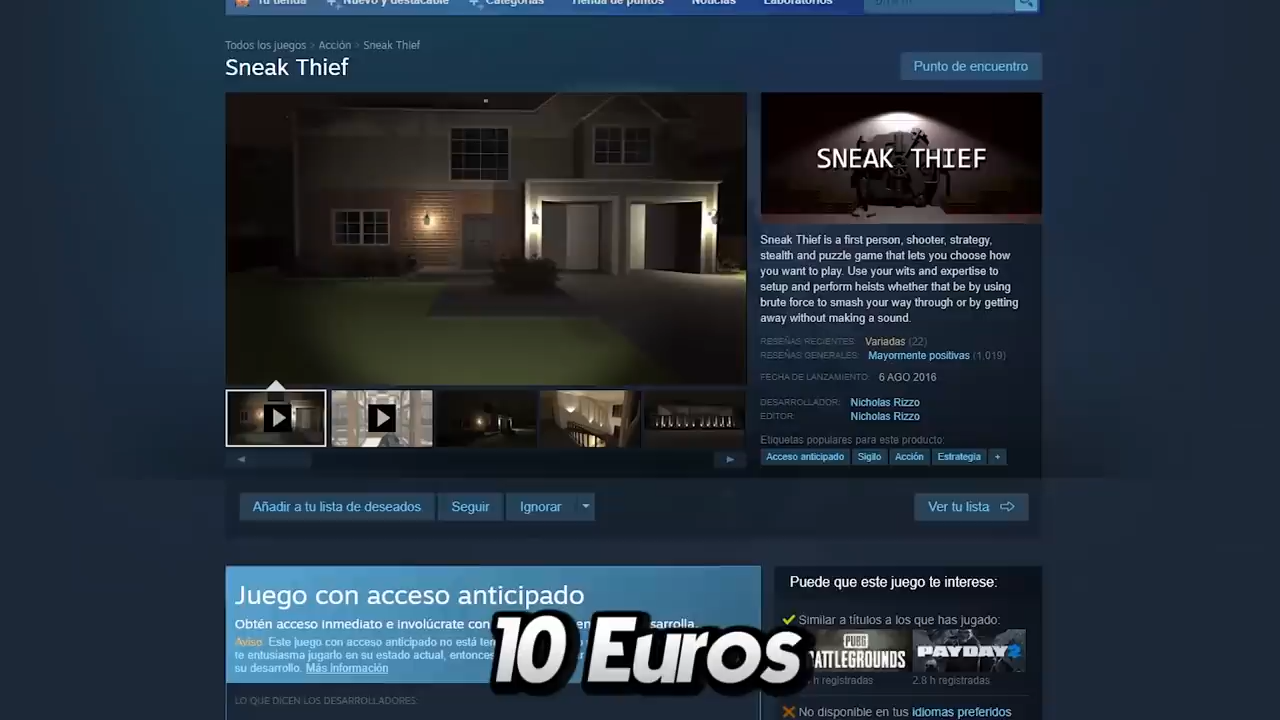 Tu tienda
Nuevo y destacable
Categorías
Tienda de puntos
Noticias
Laboratorios
Todos los juegos > Acción > Sneak Thief
Sneak Thief
Punto de encuentro
SNEAK THIEF
Sneak Thief is a first person, shooter, strategy,
stealth and puzzle game that lets you choose how
you want to play. Use your wits and expertise to
setup and perform heists whether that be by using
brute force to smash your way through or by getting
away without making a sound.
RESEÑAS RECIENTES: Variadas (22)
RESEÑAS GENERALES: Mayormente positivas (1,019)
FECHA DE LANZAMIENTO: 6 AGO 2016
DESARROLLADOR: Nicholas Rizzo
EDITOR: Nicholas Rizzo
Etiquetas populares para este producto:
Acceso anticipado Sigilo Acción Estrategia +
Añadir a tu lista de deseados
Seguir
Ignorar
Ver tu lista
Juego con acceso anticipado
Obtén acceso inmediato e involúcrate con
esarrolla.
Aviso: Este juego con acceso anticipado no está
te entusiasma jugarlo en su estado actual, entonces
su desarrollo. Más información
LO QUE DICEN LOS DESARROLLADORES:
10 Euros
Puede que este juego te interese:
Similar a títulos a los que has jugado:
PUBG
BATTLEGROUNDS
PAYDAY 2
h registradas
2.8 h registradas
No disponible en tus idiomas preferidos